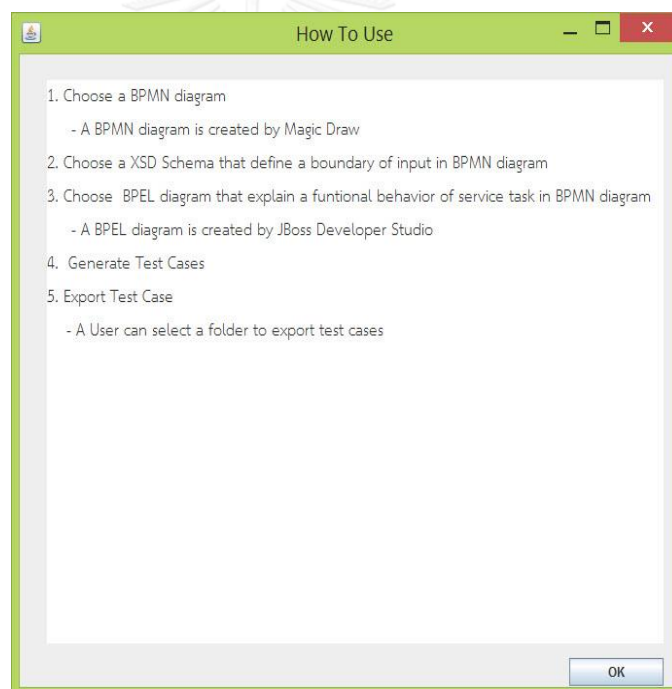 How To Use
1. Choose a BPMN diagram
- A BPMN diagram is created by Magic Draw
2. Choose a XSD Schema that define a boundary of input in BPMN diagram
3. Choose BPEL diagram that explain a funtional behavior of service task in BPMN diagram
- A BPEL diagram is created by JBoss Developer Studio
4. Generate Test Cases
5. Export Test Case
- A User can select a folder to export test cases
OK